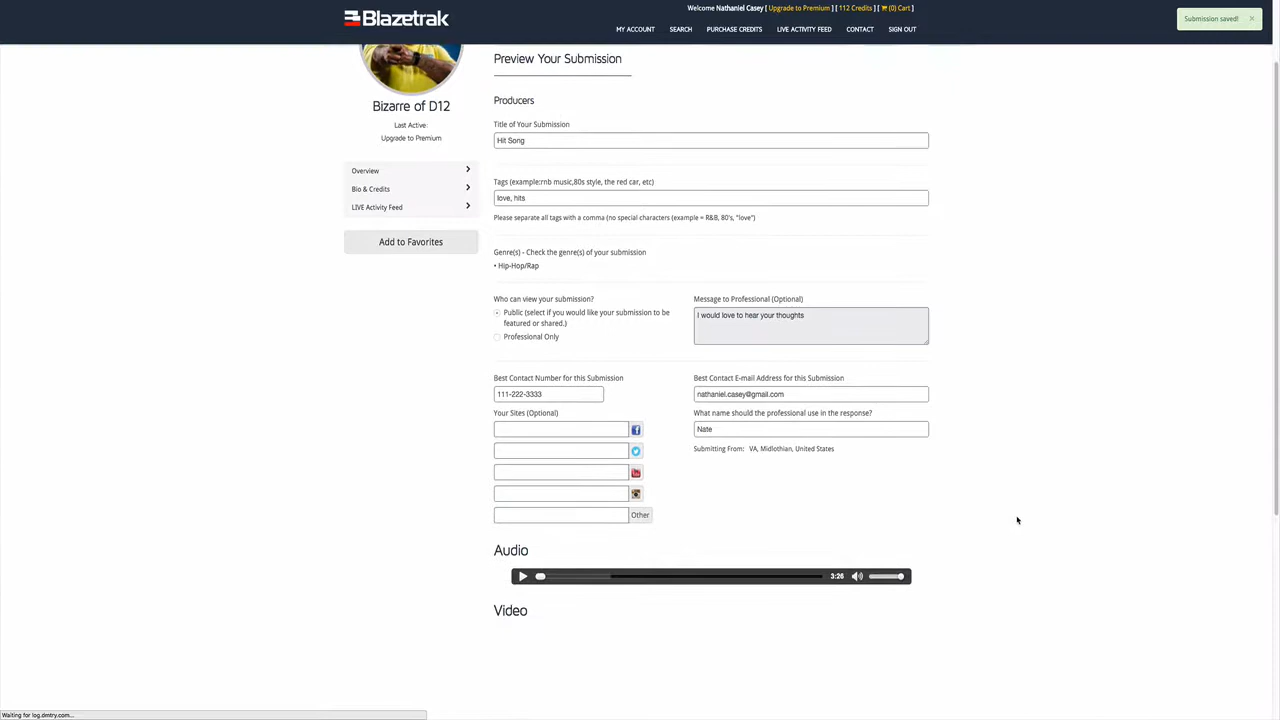 Blazetrak
Welcome Nathaniel Casey [ Upgrade to Premium ] [ 112 Credits ] [ (0) Cart ]
MY ACCOUNT SEARCH PURCHASE CREDITS LIVE ACTIVITY FEED CONTACT SIGN OUT
Submission saved! ×
Bizarre of D12
Last Active:
Upgrade to Premium
Overview
Bio & Credits
LIVE Activity Feed
Add to Favorites
Preview Your Submission
Producers
Title of Your Submission
Hit Song
Tags (example:rnb music,80s style, the red car, etc)
love, hits
Please separate all tags with a comma (no special characters (example = R&B, 80's, "love")
Genre(s) - Check the genre(s) of your submission
• Hip-Hop/Rap
Who can view your submission?
Public (select if you would like your submission to be
featured or shared.)
Professional Only
Message to Professional (Optional)
I would love to hear your thoughts
Best Contact Number for this Submission
111-222-3333
Best Contact E-mail Address for this Submission
nathaniel.casey@gmail.com
Your Sites (Optional)
What name should the professional use in the response?
Nate
Submitting From: VA, Midlothian, United States
Other
Audio
3:26
Video
Waiting for log.dmtry.com...